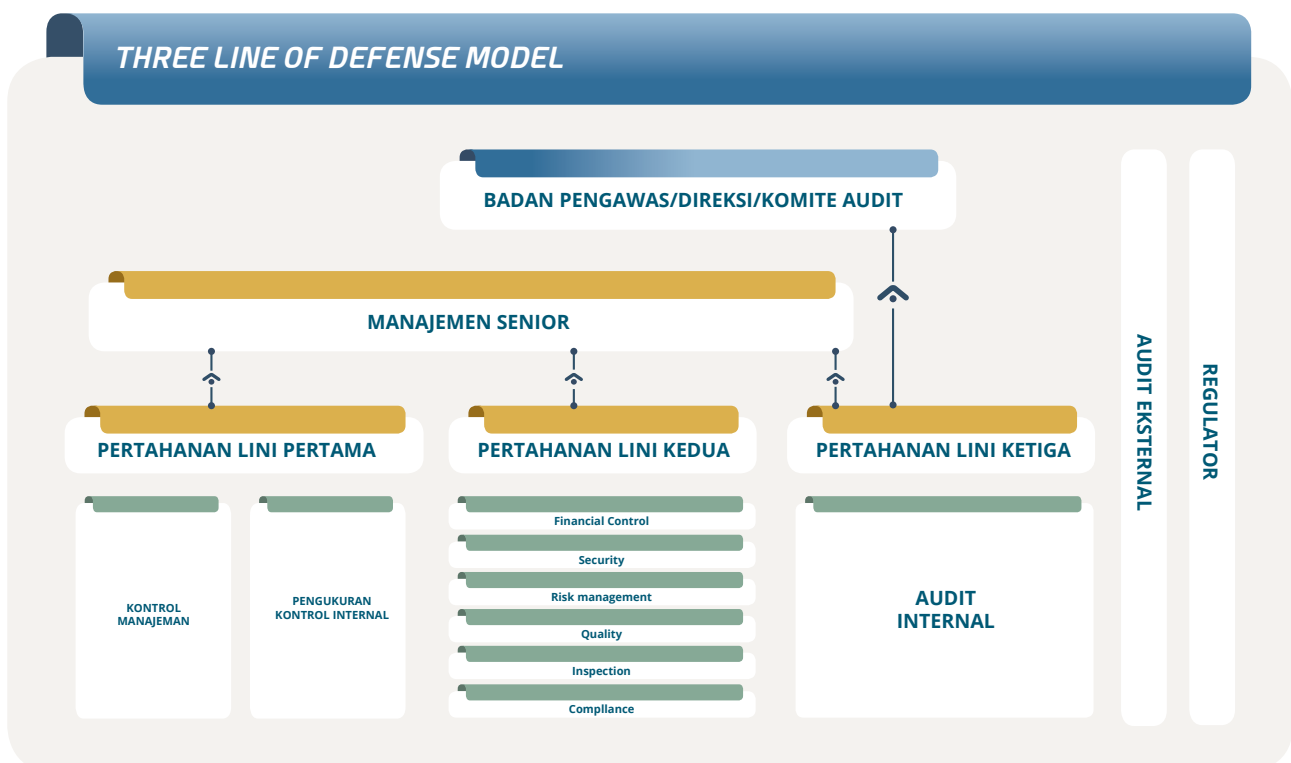 THREE LINE OF DEFENSE MODEL
BADAN PENGAWAS/DIREKSI/KOMITE AUDIT
MANAJEMEN SENIOR
PERTAHANAN LINI PERTAMA
PERTAHANAN LINI KEDUA
PERTAHANAN LINI KETIGA
KONTROL
MANAJEMAN
PENGUKURAN
KONTROL INTERNAL
Financial Control
Security
Risk management
Quality
Inspection
Compllance
AUDIT
INTERNAL
AUDIT EKSTERNAL
REGULATOR